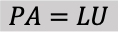 PA = LU